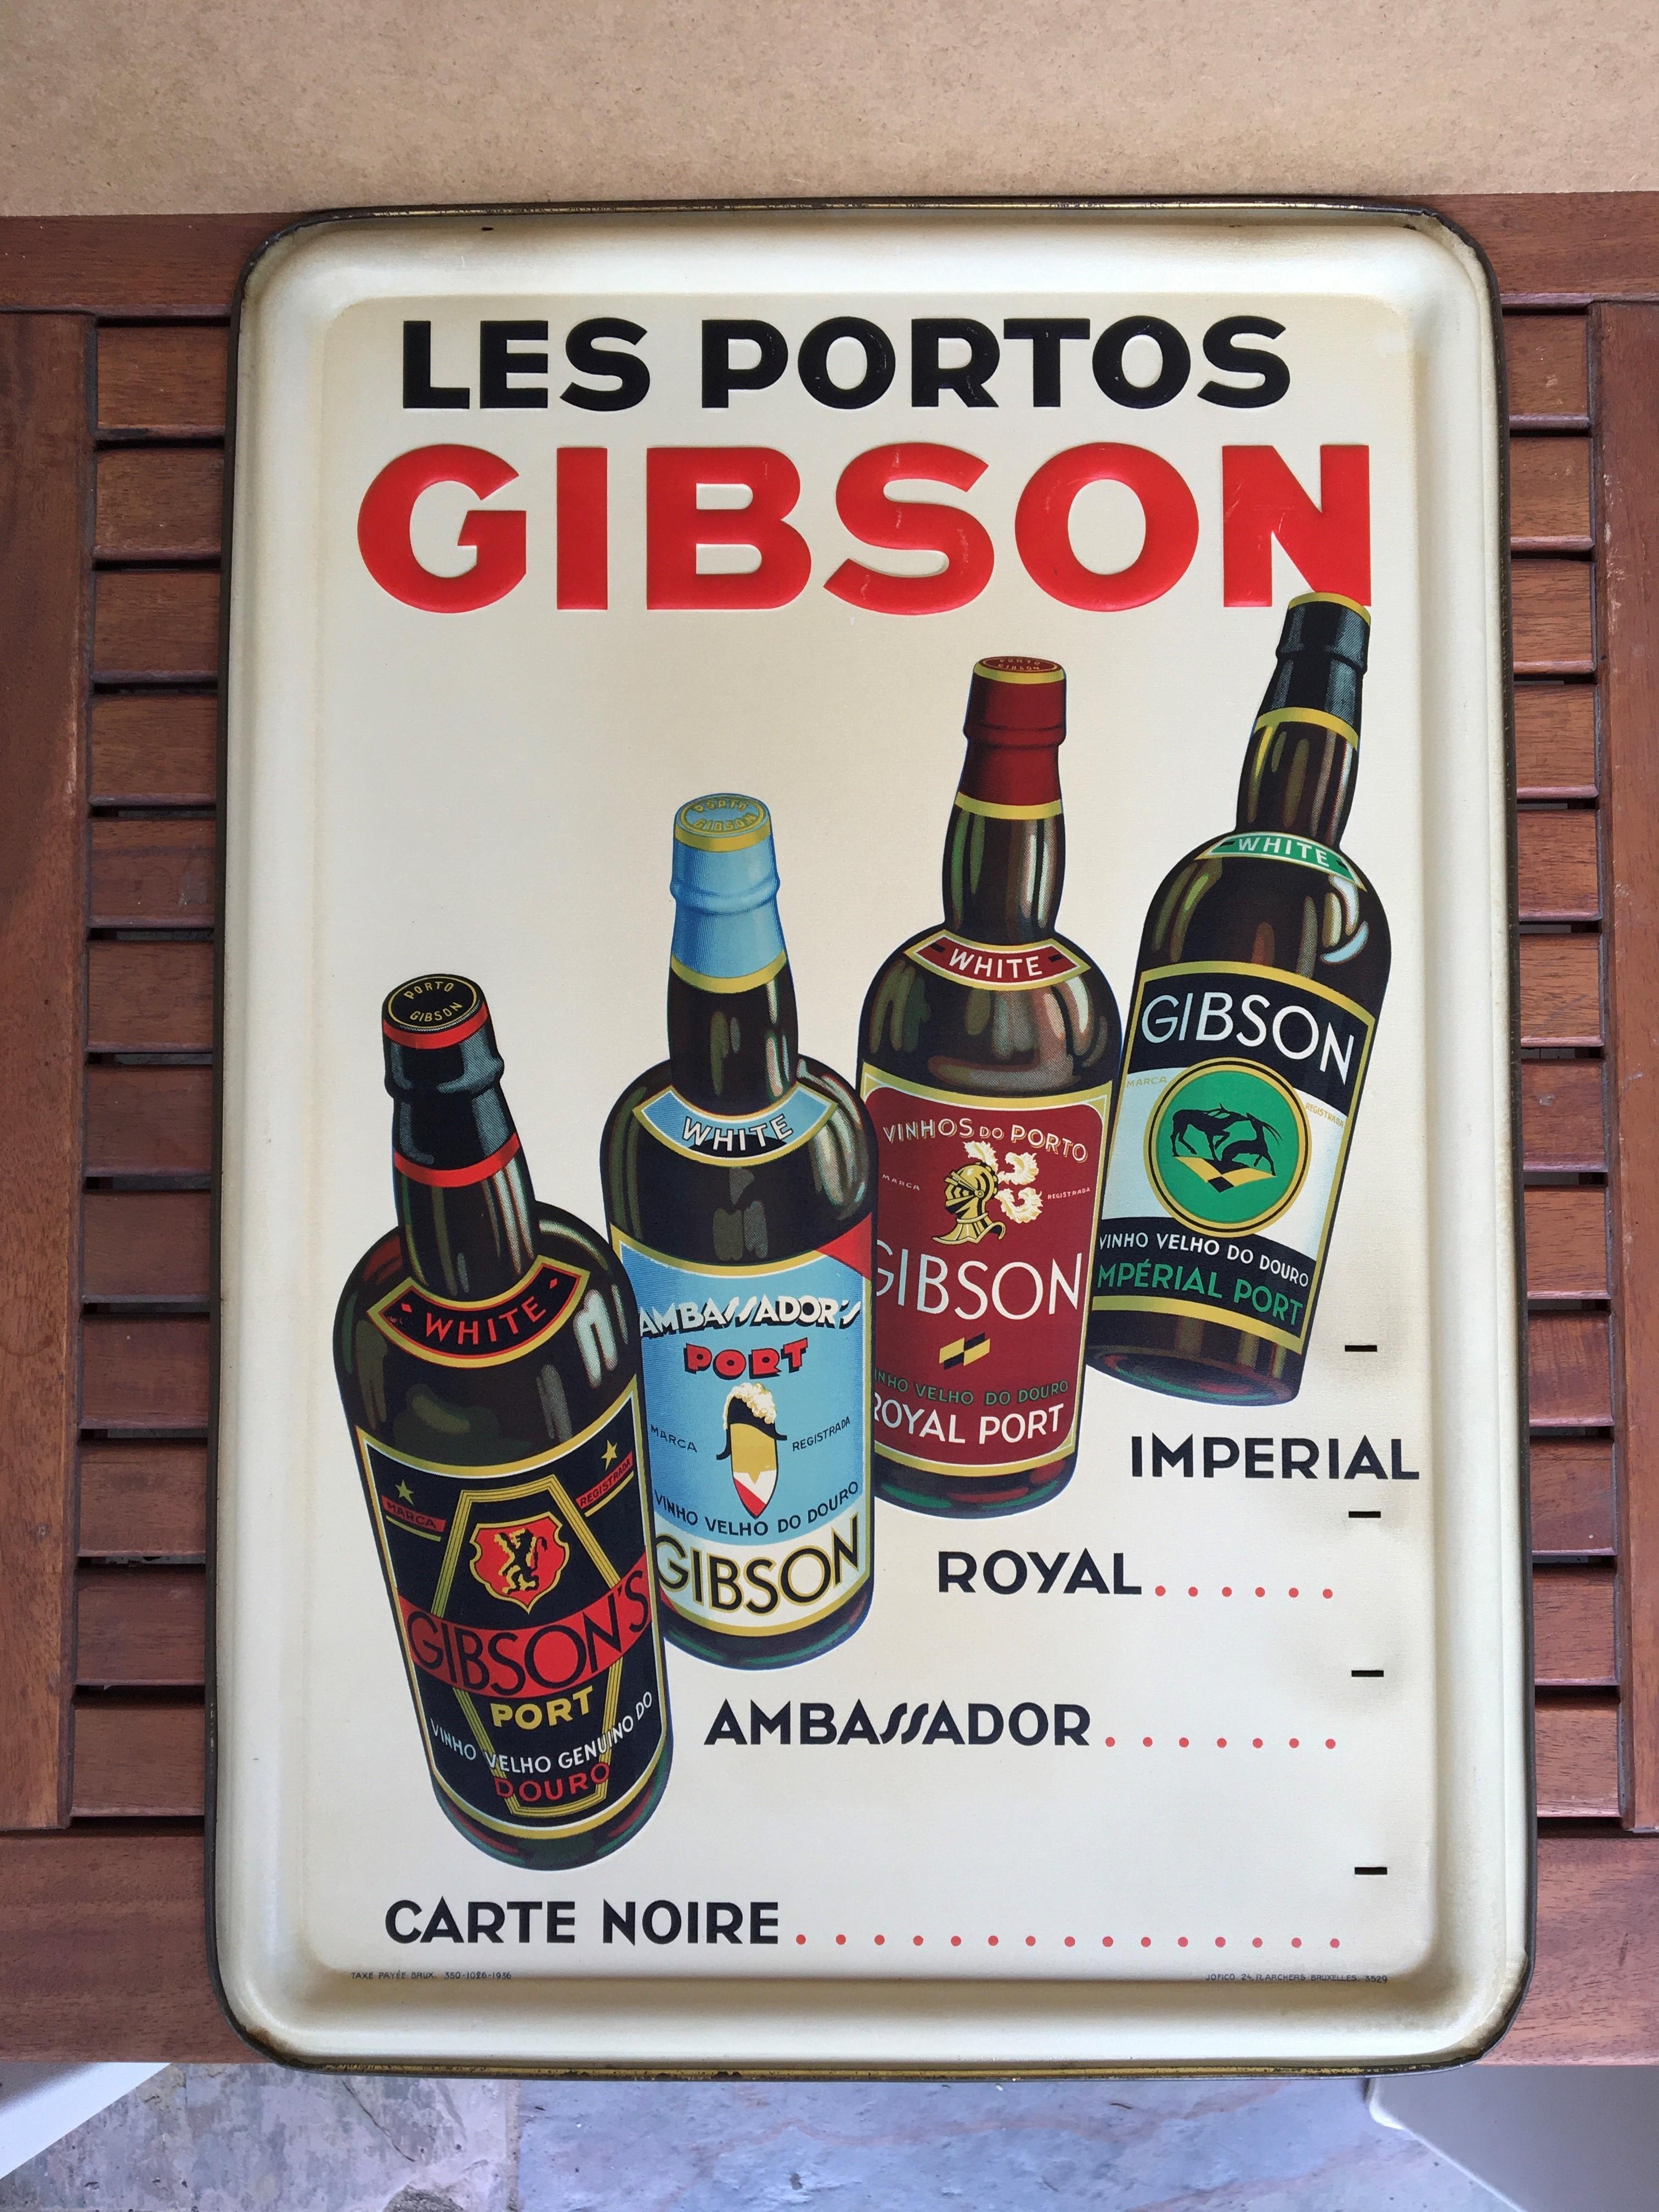 LES PORTOS
GIBSON
PORTO
GIBSON
WHITE
MARCA
REGISTRADA
GIBSON'S
PORT
VINHO VELHO GENUINO DO
DOURO
PORTO
GIBSON
WHITE
AMBASSADOR'S
PORT
MARCA REGISTRADA
VINHO VELHO DO DOURO
GIBSON
PORTO
GIBSON
WHITE
VINHOS DO PORTO
MARCA REGISTRADA
GIBSON
VINHO VELHO DO DOURO
ROYAL PORT
WHITE
GIBSON
MARCA REGISTRADA
VINHO VELHO DO DOURO
IMPÉRIAL PORT
IMPERIAL
ROYAL......
AMBASSADOR.......
CARTE NOIRE...............
TAXE PAYÉE BRUX. 350-1086-1936
JOFICO 24, R. ARCHERS BRUXELLES. 3529